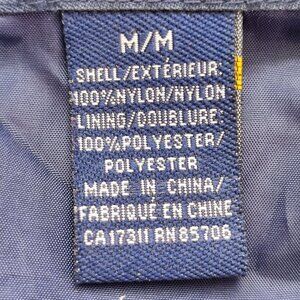 M/M
SHELL/EXTÉRIEUR:
100%NYLON/NYLON
LINING/DOUBLURE:
100%POLYESTER/
POLYESTER
MADE IN CHINA/
FABRIQUÉ EN CHINE
CA17311 RN85706